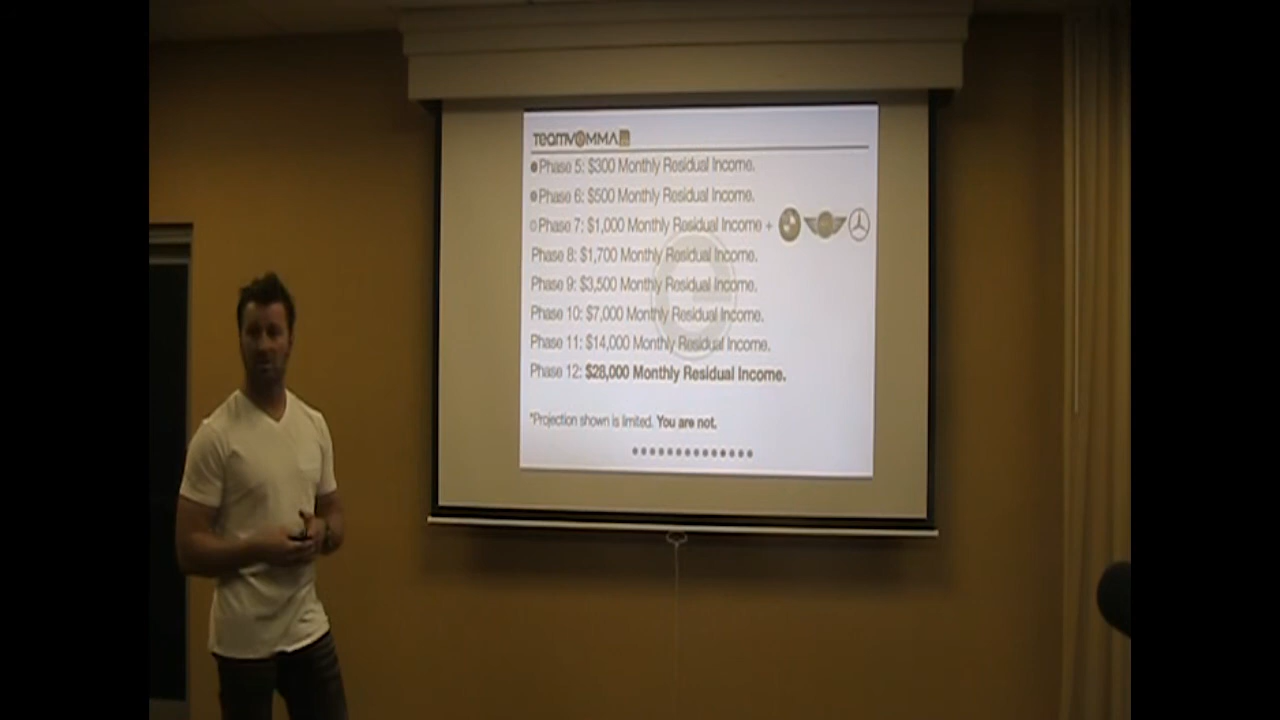 TEAMVEMMA
Phase 5: $300 Monthly Residual Income.
Phase 6: $500 Monthly Residual Income.
Phase 7: $1,000 Monthly Residual Income +
Phase 8: $1,700 Monthly Residual Income.
Phase 9: $3,500 Monthly Residual Income.
Phase 10: $7,000 Monthly Residual Income.
Phase 11: $14,000 Monthly Residual Income.
Phase 12: $28,000 Monthly Residual Income.
*Projection shown is limited. You are not.